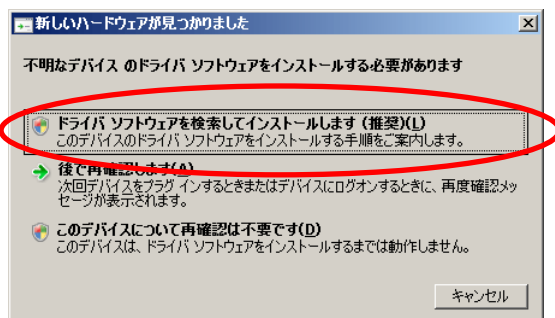 新しいハードウェアが見つかりました
不明なデバイス のドライバ ソフトウェアをインストールする必要があります
ドライバ ソフトウェアを検索してインストールします (推奨)(L)
このデバイスのドライバ ソフトウェアをインストールする手順をご案内します。
後で再確認します(A)
次回デバイスをプラグ インするときまたはデバイスにログオンするときに、再度確認メッ
セージが表示されます。
このデバイスについて再確認は不要です(D)
このデバイスは、ドライバ ソフトウェアをインストールするまでは動作しません。
キャンセル